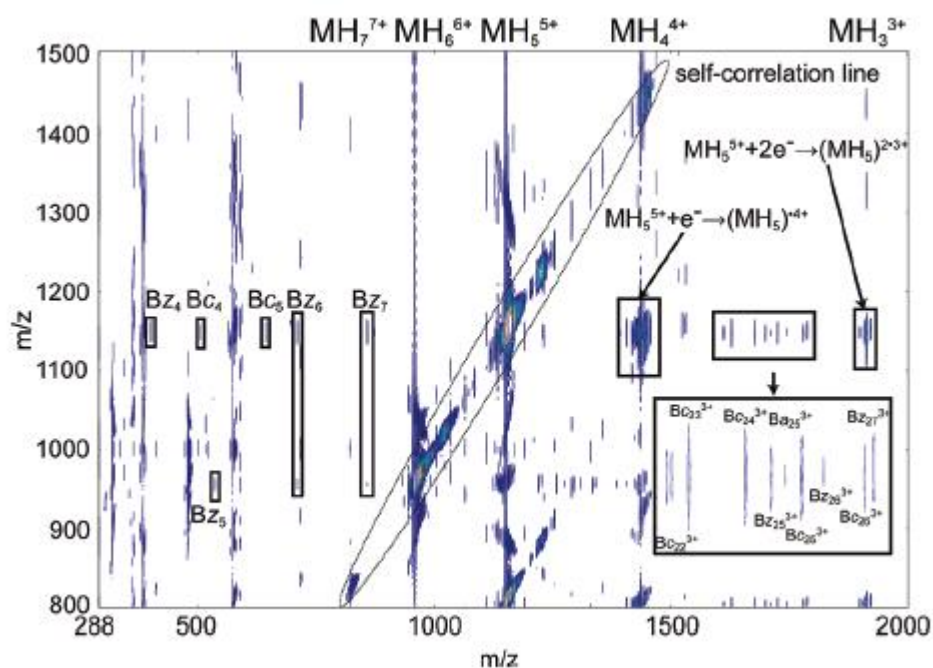 MH₇⁷⁺ MH₆⁶⁺ MH₅⁵⁺ MH₄⁴⁺ MH₃³⁺
1500
self-correlation line
1400
MH₅⁵⁺+2e⁻→(MH₅)²•³⁺
1300
MH₅⁵⁺+e⁻→(MH₅)•⁴⁺
1200
Bz₄ Bc₄ Bc₅ Bz₆ Bz₇
m/z
1100
Bc₂₃³⁺ Bc₂₄³⁺ Ba₂₅³⁺ Bz₂₇³⁺
1000
Bz₂₆³⁺
Bz₅
Bz₂₅³⁺ Bc₂₆³⁺
900
Bc₂₂³⁺ Bc₂₅³⁺
800
288 500 1000 1500 2000
m/z